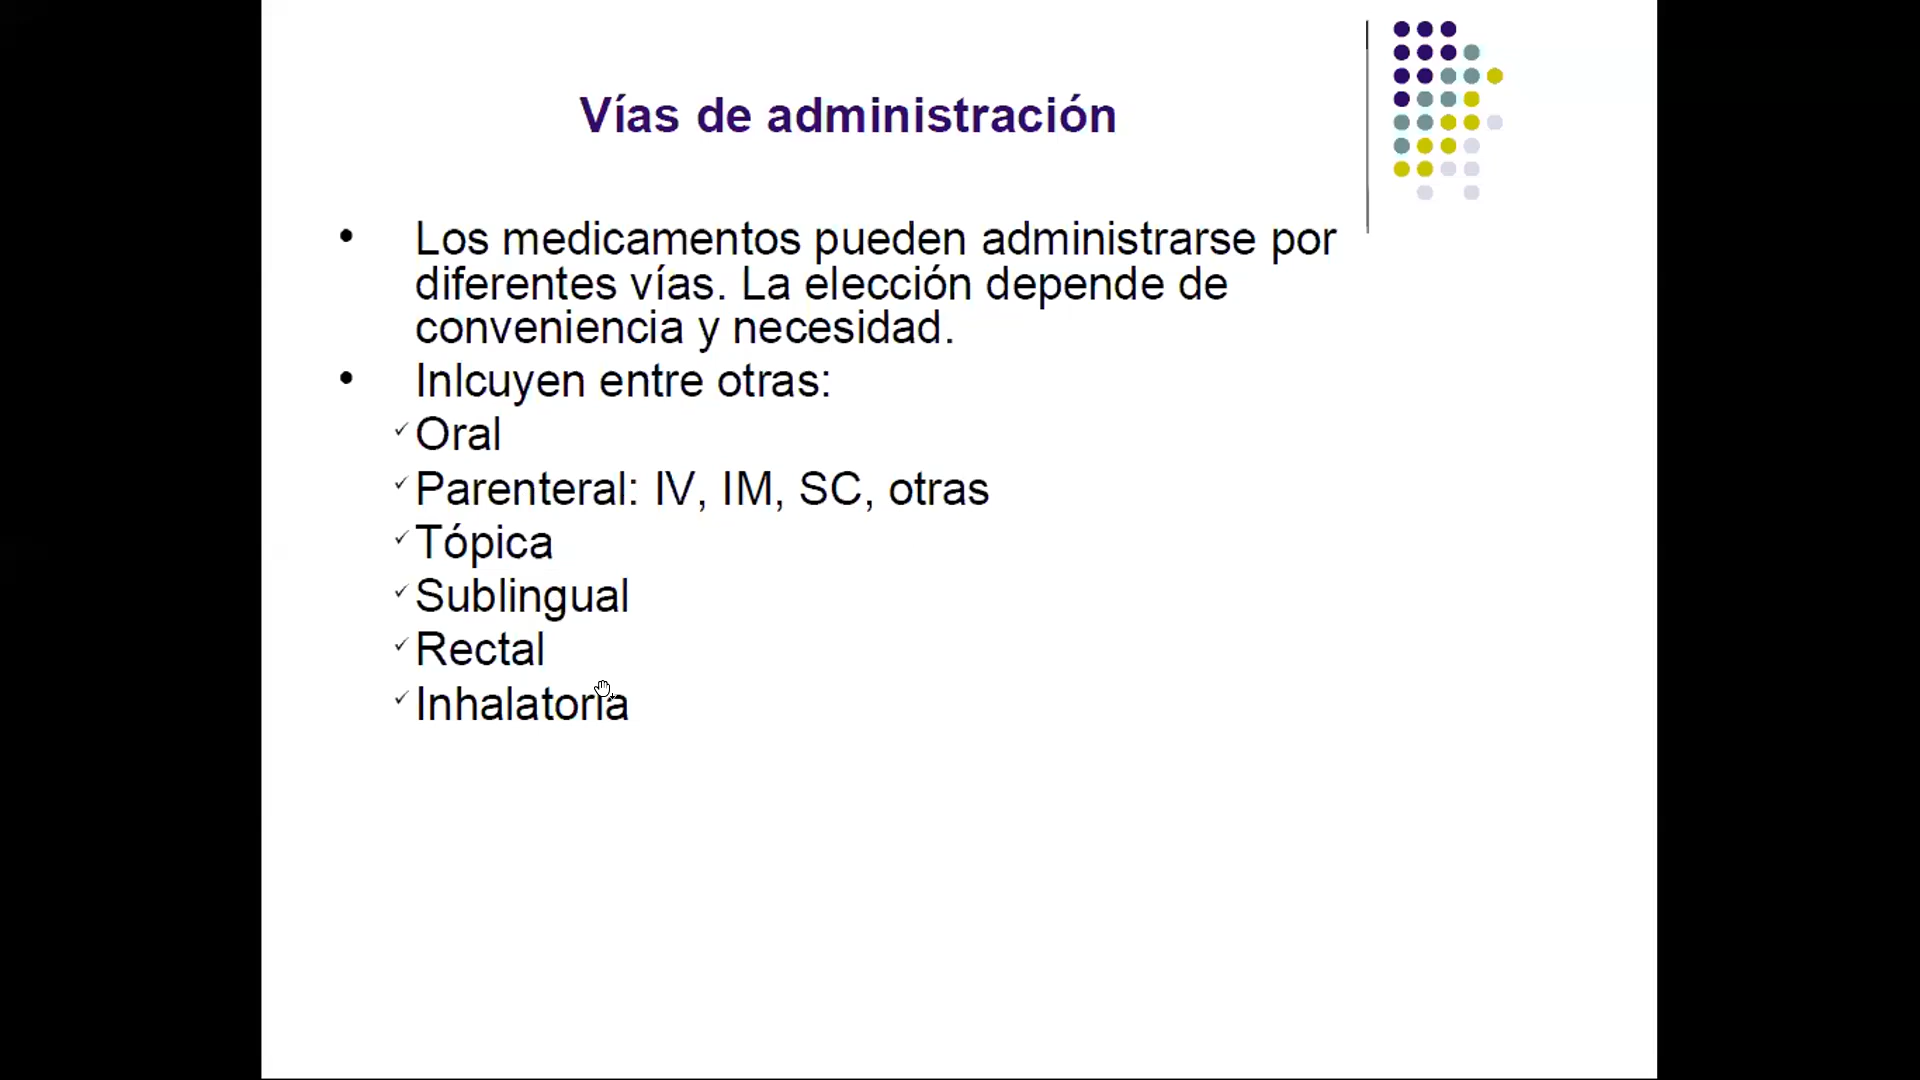 Vías de administración
• Los medicamentos pueden administrarse por
diferentes vías. La elección depende de
conveniencia y necesidad.
• Inlcuyen entre otras:
✓ Oral
✓ Parenteral: IV, IM, SC, otras
✓ Tópica
✓ Sublingual
✓ Rectal
✓ Inhalatoria